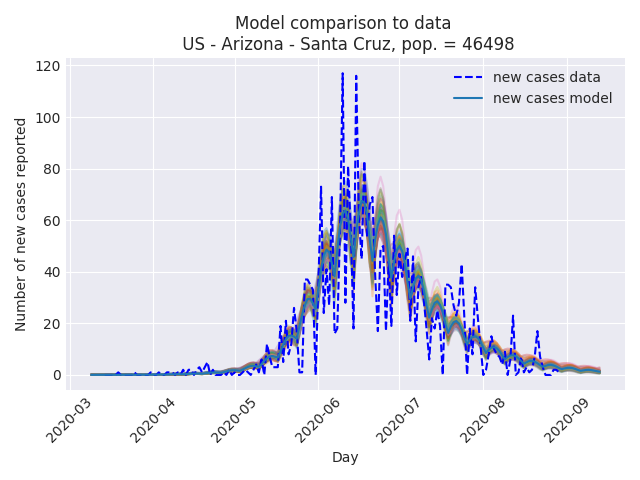 Model comparison to data
US - Arizona - Santa Cruz, pop. = 46498
new cases data
new cases model
Number of new cases reported
120
100
80
60
40
20
0
2020-03
2020-04
2020-05
2020-06
2020-07
2020-08
2020-09
Day